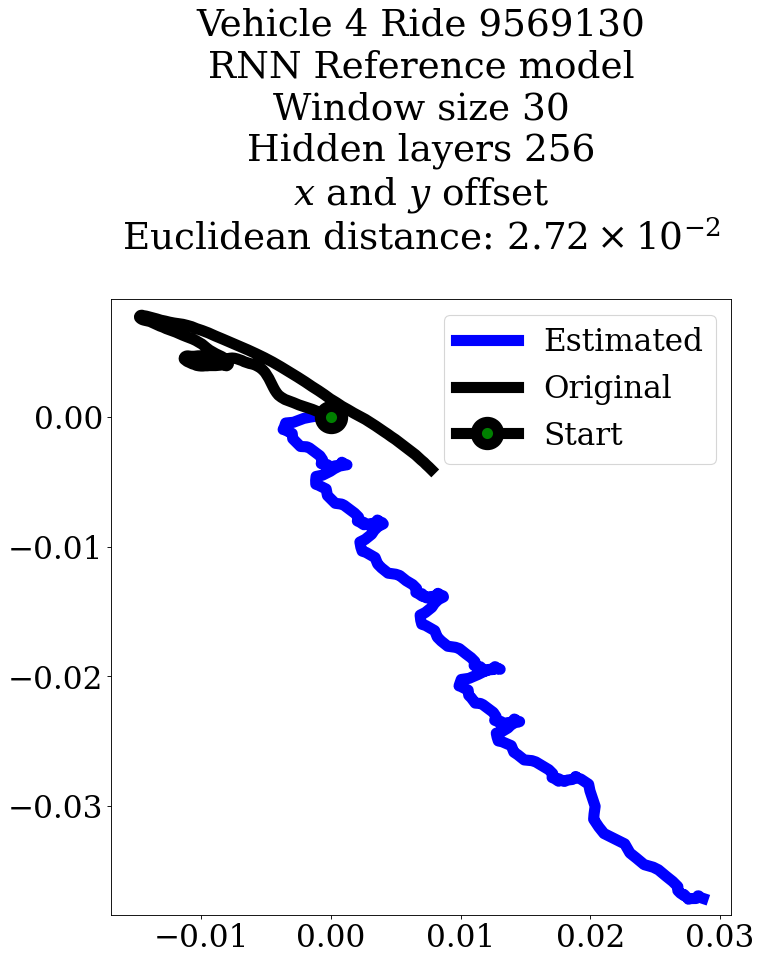 Vehicle 4 Ride 9569130
RNN Reference model
Window size 30
Hidden layers 256
x and y offset
Euclidean distance: 2.72 × 10⁻²
Estimated
Original
Start
0.00
−0.01
−0.02
−0.03
−0.01 0.00 0.01 0.02 0.03